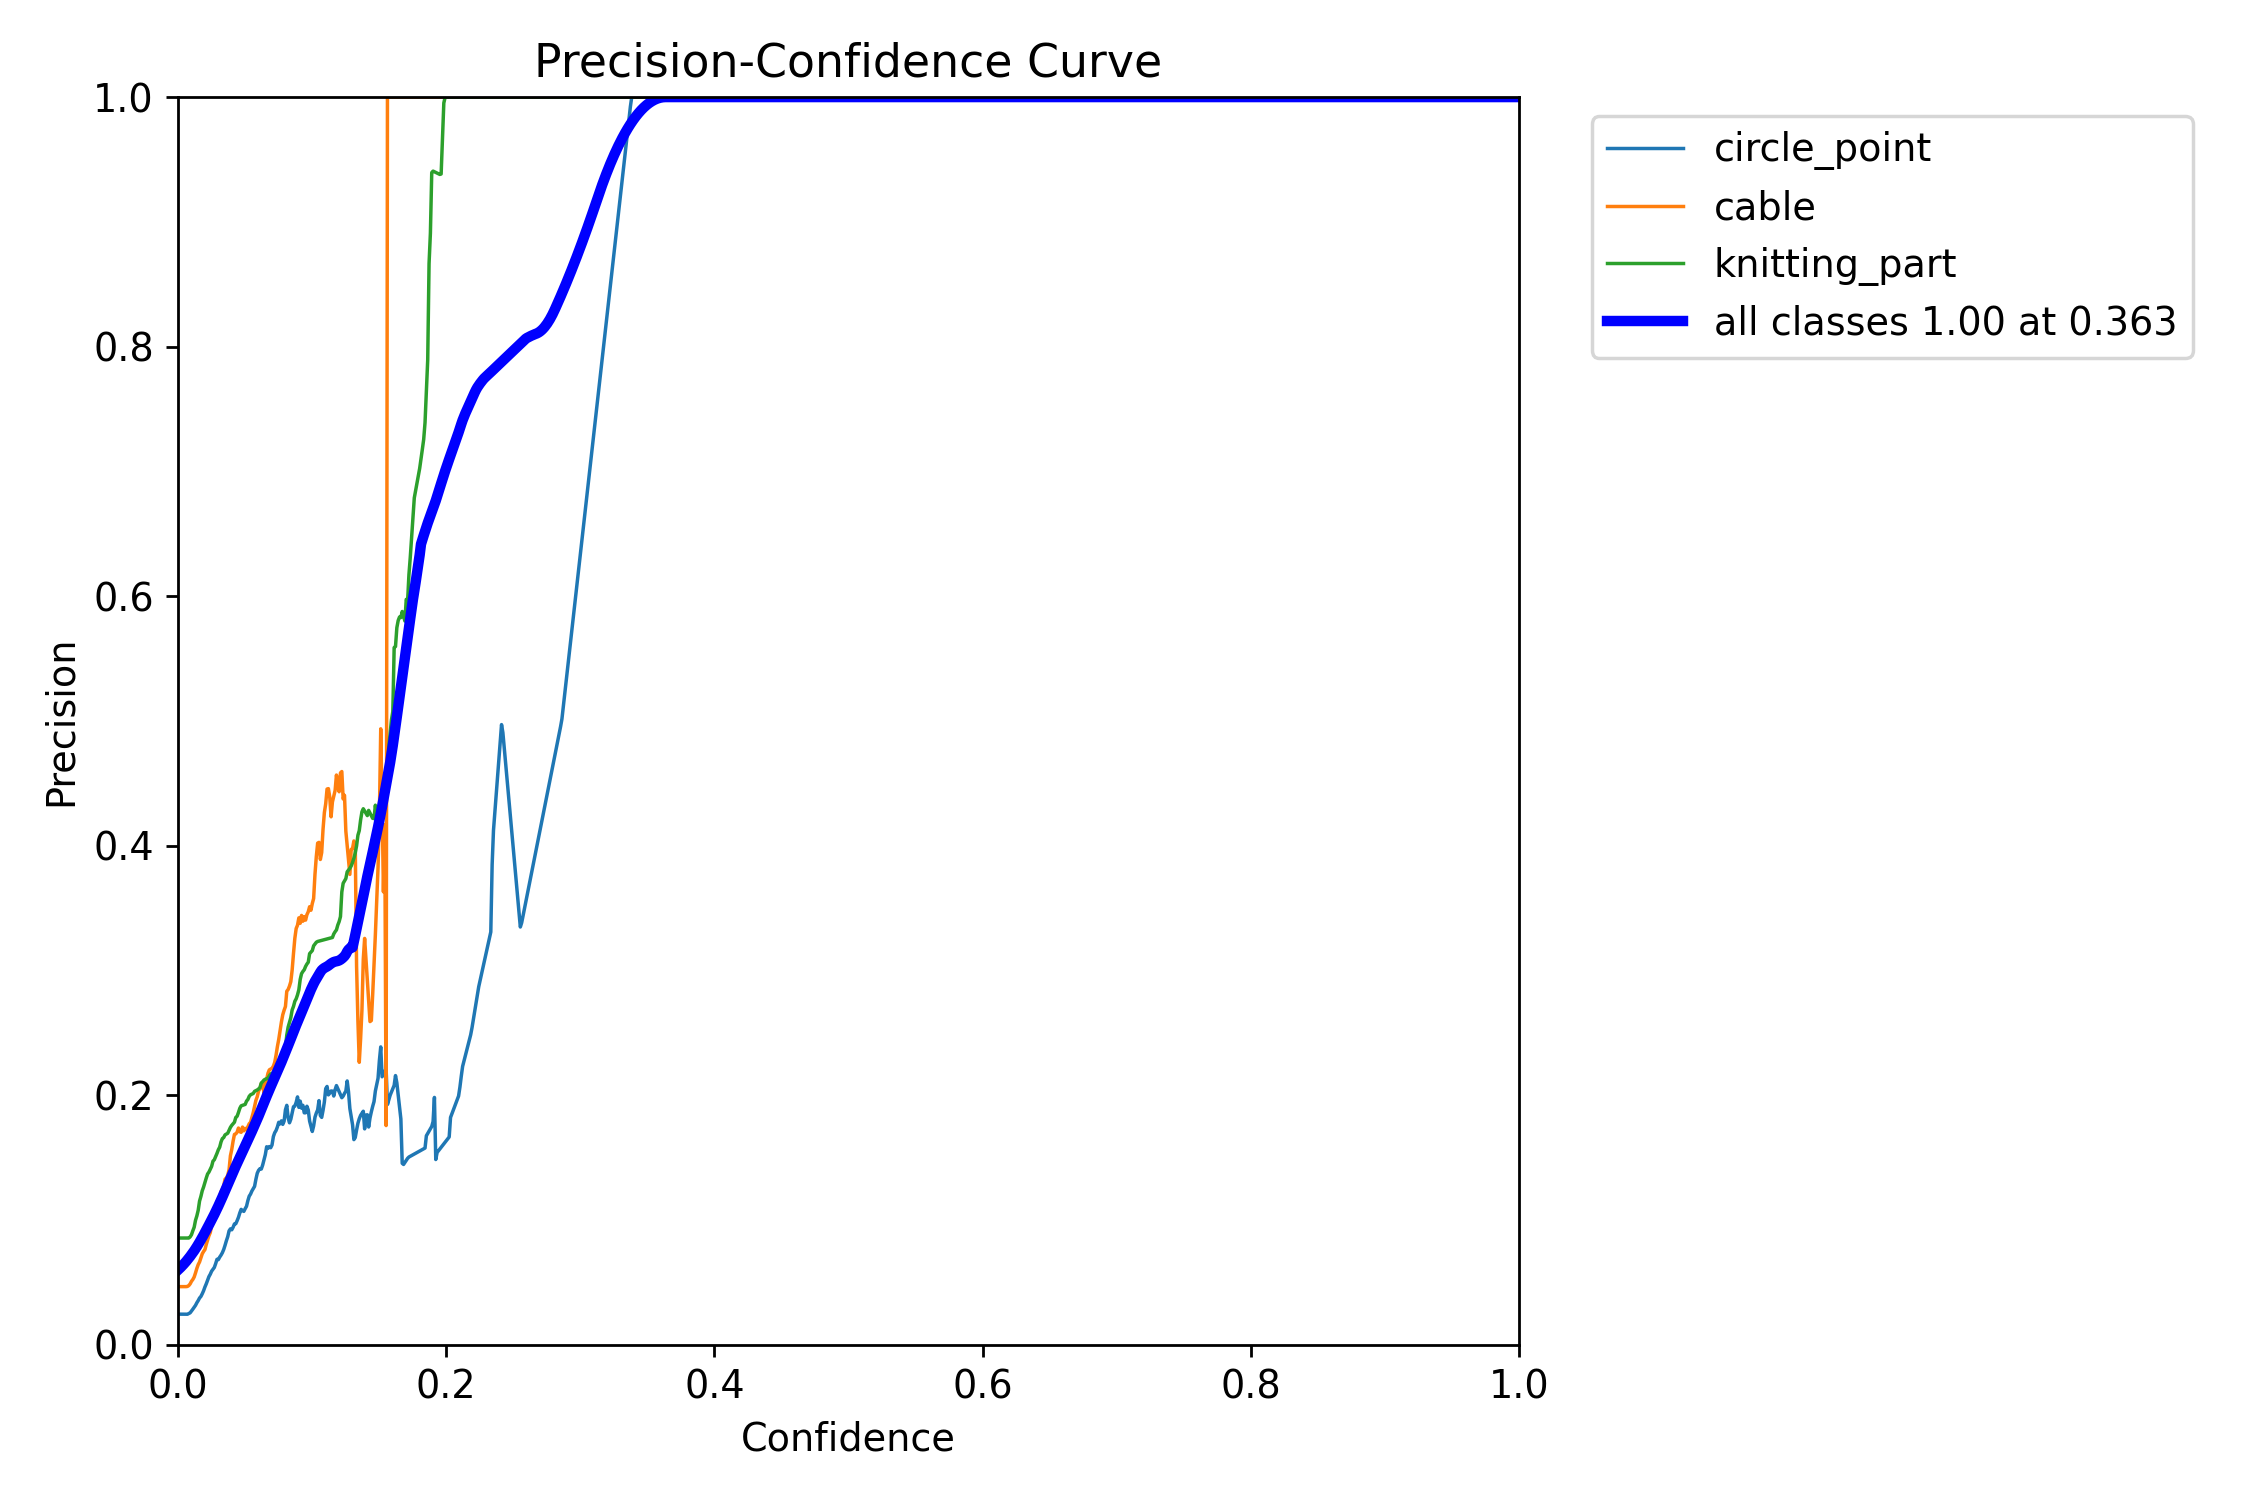 Precision-Confidence Curve
1.0
0.8
0.6
0.4
0.2
0.0
Precision
0.0 0.2 0.4 0.6 0.8 1.0
Confidence
circle_point
cable
knitting_part
all classes 1.00 at 0.363